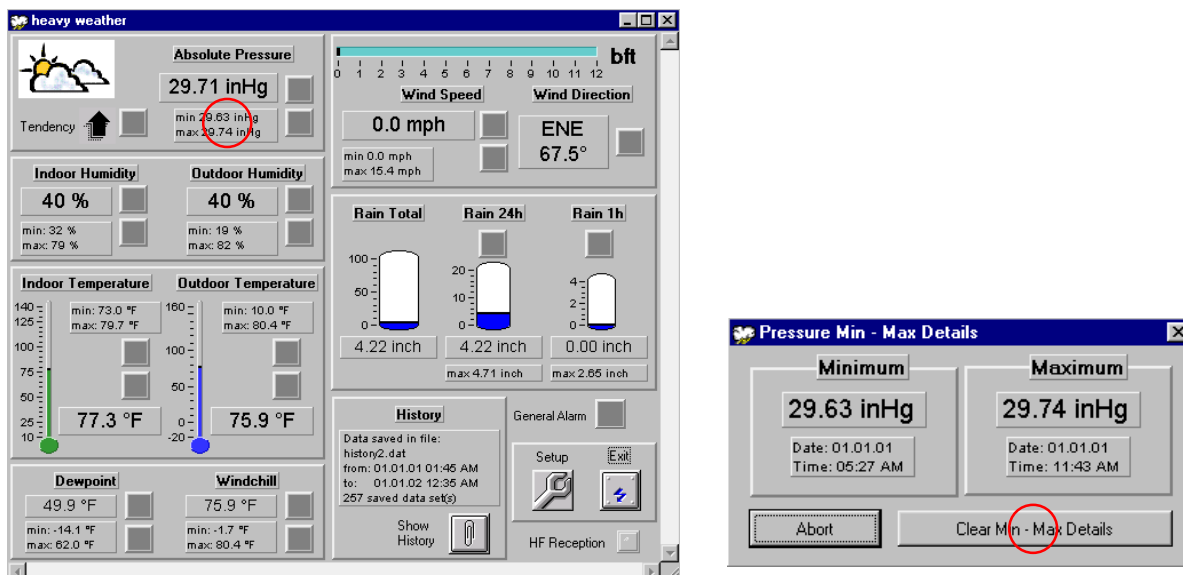 heavy weather
Absolute Pressure
29.71 inHg
Tendency
min 29.63 inHg
max 29.74 inHg
Indoor Humidity
40 %
min: 32 %
max: 79 %
Outdoor Humidity
40 %
min: 19 %
max: 82 %
Indoor Temperature
140
125
100
75
50
25
10
min: 73.0 °F
max: 79.7 °F
77.3 °F
Outdoor Temperature
160
100
50
0
-20
min: 10.0 °F
max: 80.4 °F
75.9 °F
Dewpoint
49.9 °F
min: -14.1 °F
max: 62.0 °F
Windchill
75.9 °F
min: -1.7 °F
max: 80.4 °F
bft
0 1 2 3 4 5 6 7 8 9 10 11 12
Wind Speed
0.0 mph
min 0.0 mph
max 15.4 mph
Wind Direction
ENE
67.5°
Rain Total
100
50
0
4.22 inch
Rain 24h
20
10
0
4.22 inch
max 4.71 inch
Rain 1h
4
2
0
0.00 inch
max 2.65 inch
History
Data saved in file:
history2.dat
from: 01.01.01 01:45 AM
to: 01.01.02 12:35 AM
257 saved data set(s)
Show
History
General Alarm
Setup
Exit
HF Reception
Pressure Min - Max Details
Minimum
29.63 inHg
Date: 01.01.01
Time: 05:27 AM
Maximum
29.74 inHg
Date: 01.01.01
Time: 11:43 AM
Abort
Clear Min - Max Details